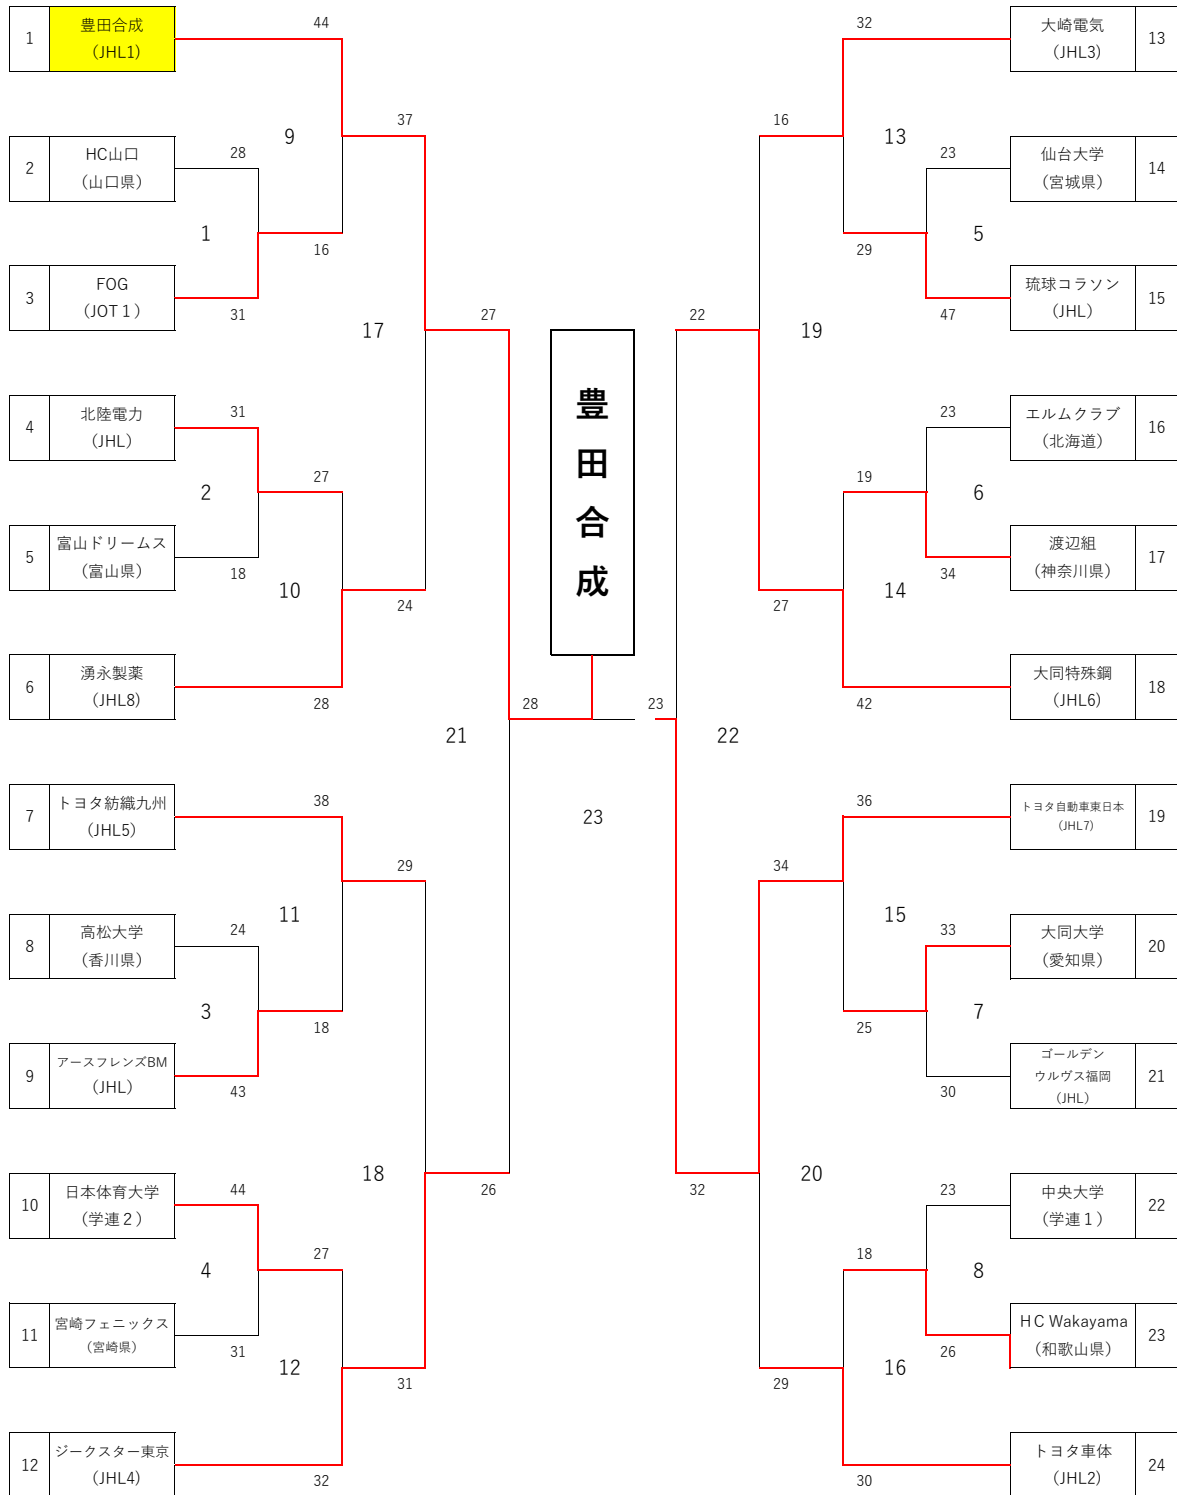 44
32
1
豊田合成
(JHL1)
大崎電気
(JHL3)
13
37
16
9
13
2
HC山口
(山口県)
28
23
仙台大学
(宮城県)
14
1
5
16
29
3
FOG
(JOT１)
31
47
琉球コラソン
(JHL)
15
27
22
17
19
豊
田
合
成
4
北陸電力
(JHL)
31
23
エルムクラブ
(北海道)
16
27
19
2
6
5
富山ドリームス
(富山県)
18
34
渡辺組
(神奈川県)
17
10
14
24
27
6
湧永製薬
(JHL8)
28
42
大同特殊鋼
(JHL6)
18
28
23
21
22
23
7
トヨタ紡織九州
(JHL5)
38
36
トヨタ自動車東日本
(JHL7)
19
29
34
11
15
8
高松大学
(香川県)
24
33
大同大学
(愛知県)
20
3
7
18
25
9
アースフレンズBM
(JHL)
43
30
ゴールデン
ウルヴス福岡
(JHL)
21
18
20
26
32
10
日本体育大学
(学連２)
44
23
中央大学
(学連１)
22
27
18
4
8
11
宮崎フェニックス
(宮崎県)
31
26
ＨＣ Wakayama
(和歌山県)
23
12
16
31
29
12
ジークスター東京
(JHL4)
32
30
トヨタ車体
(JHL2)
24